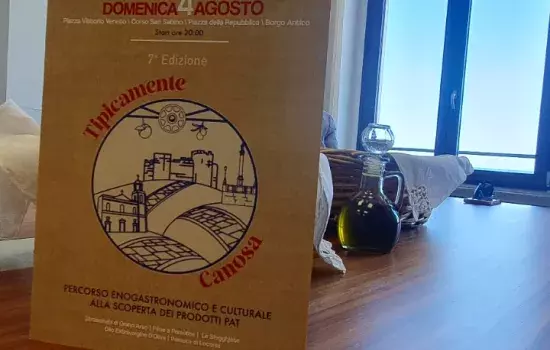 DOMENICA 4 AGOSTO
Piazza Vittorio Veneto | Corso San Sabino | Piazza della Repubblica | Borgo Antico
Start ore 20:00
7ª Edizione
Tipicamente
Canosa
PERCORSO ENOGASTRONOMICO E CULTURALE
ALLA SCOPERTA DEI PRODOTTI PAT